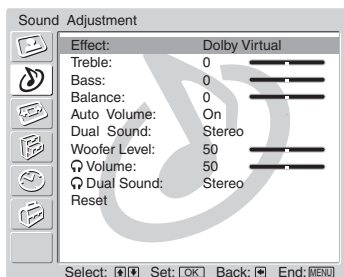 Sound Adjustment
Effect: Dolby Virtual
Treble: 0
Bass: 0
Balance: 0
Auto Volume: On
Dual Sound: Stereo
Woofer Level: 50
Volume: 50
Dual Sound: Stereo
Reset
Select: Set: OK Back: End: MENU